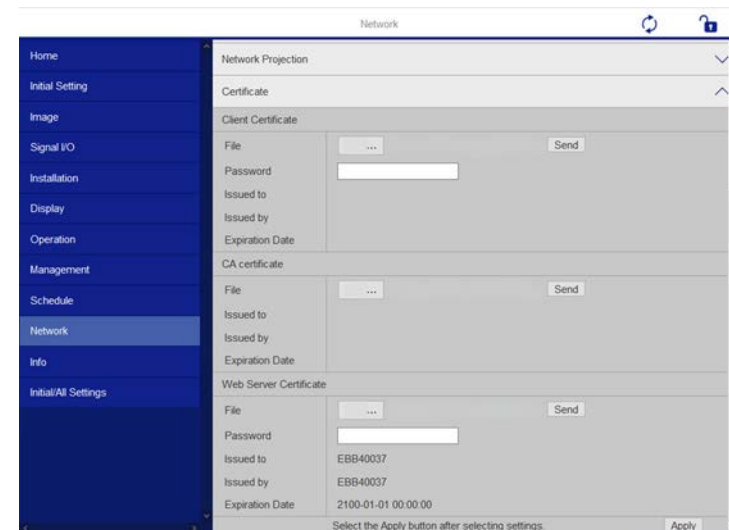 Network
Home
Initial Setting
Image
Signal I/O
Installation
Display
Operation
Management
Schedule
Network
Info
Initial/All Settings
Network Projection
Certificate
Client Certificate
File ... Send
Password
Issued to
Issued by
Expiration Date
CA certificate
File ... Send
Issued to
Issued by
Expiration Date
Web Server Certificate
File ... Send
Password
Issued to EBB40037
Issued by EBB40037
Expiration Date 2100-01-01 00:00:00
Select the Apply button after selecting settings. Apply